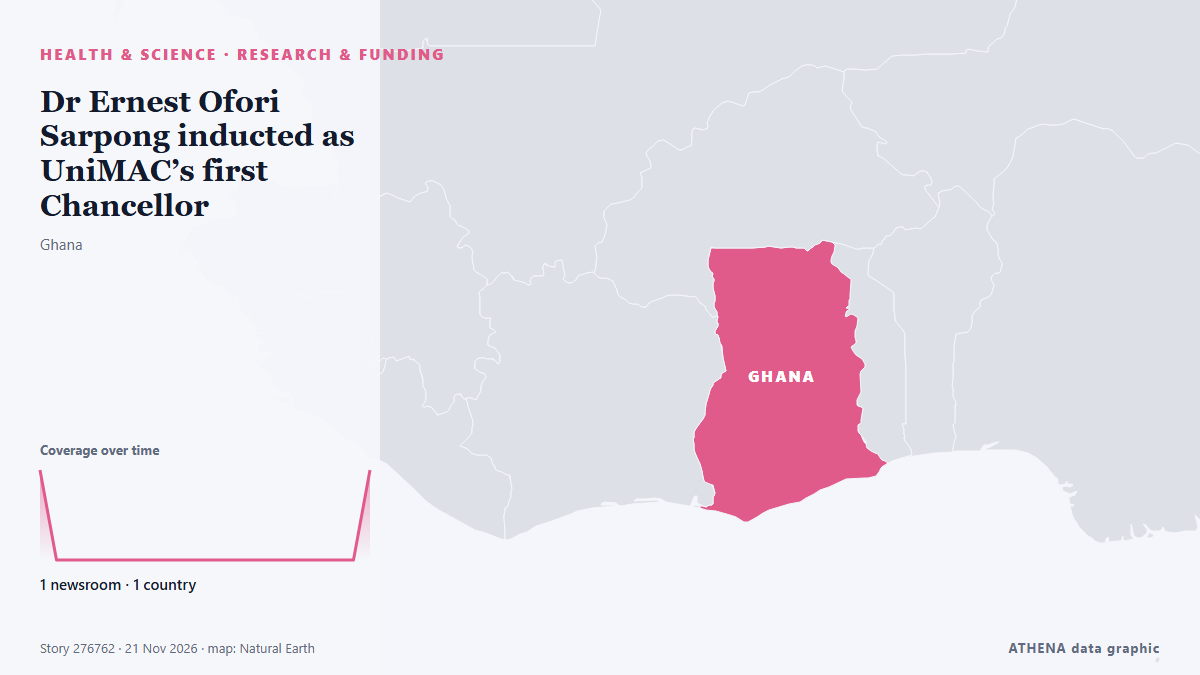 HEALTH & SCIENCE · RESEARCH & FUNDING
Dr Ernest Ofori
Sarpong inducted as
UniMAC’s first
Chancellor
Ghana
GHANA
Coverage over time
1 newsroom · 1 country
Story 276762 · 21 Nov 2026 · map: Natural Earth
ATHENA data graphic